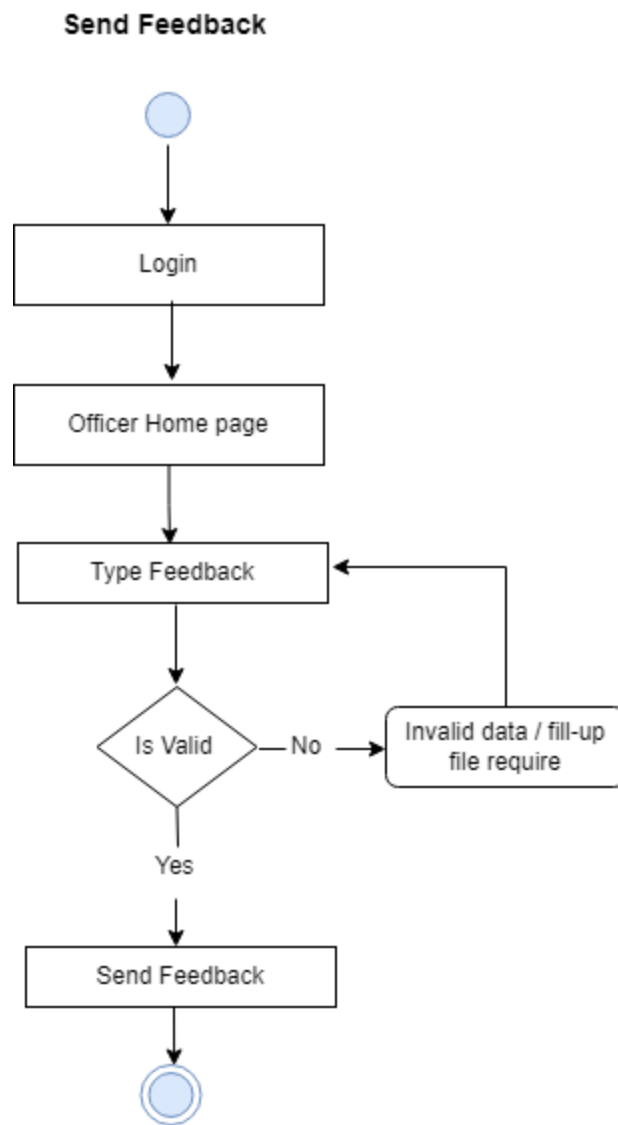 Send Feedback
Login
Officer Home page
Type Feedback
Is Valid
No
Invalid data / fill-up
file require
Yes
Send Feedback